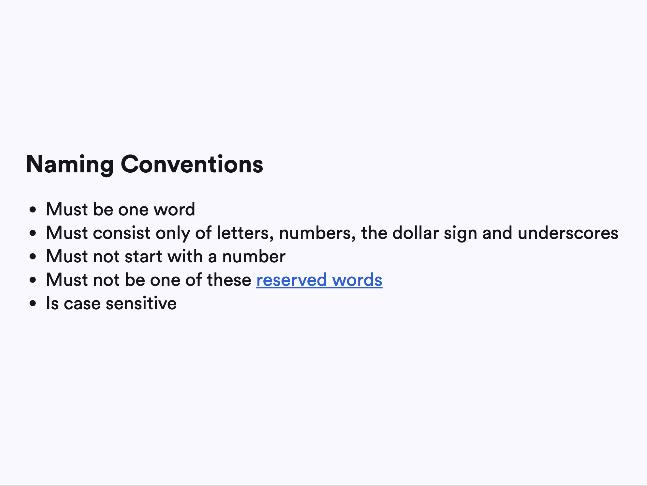 Naming Conventions
• Must be one word
• Must consist only of letters, numbers, the dollar sign and underscores
• Must not start with a number
• Must not be one of these reserved words
• Is case sensitive